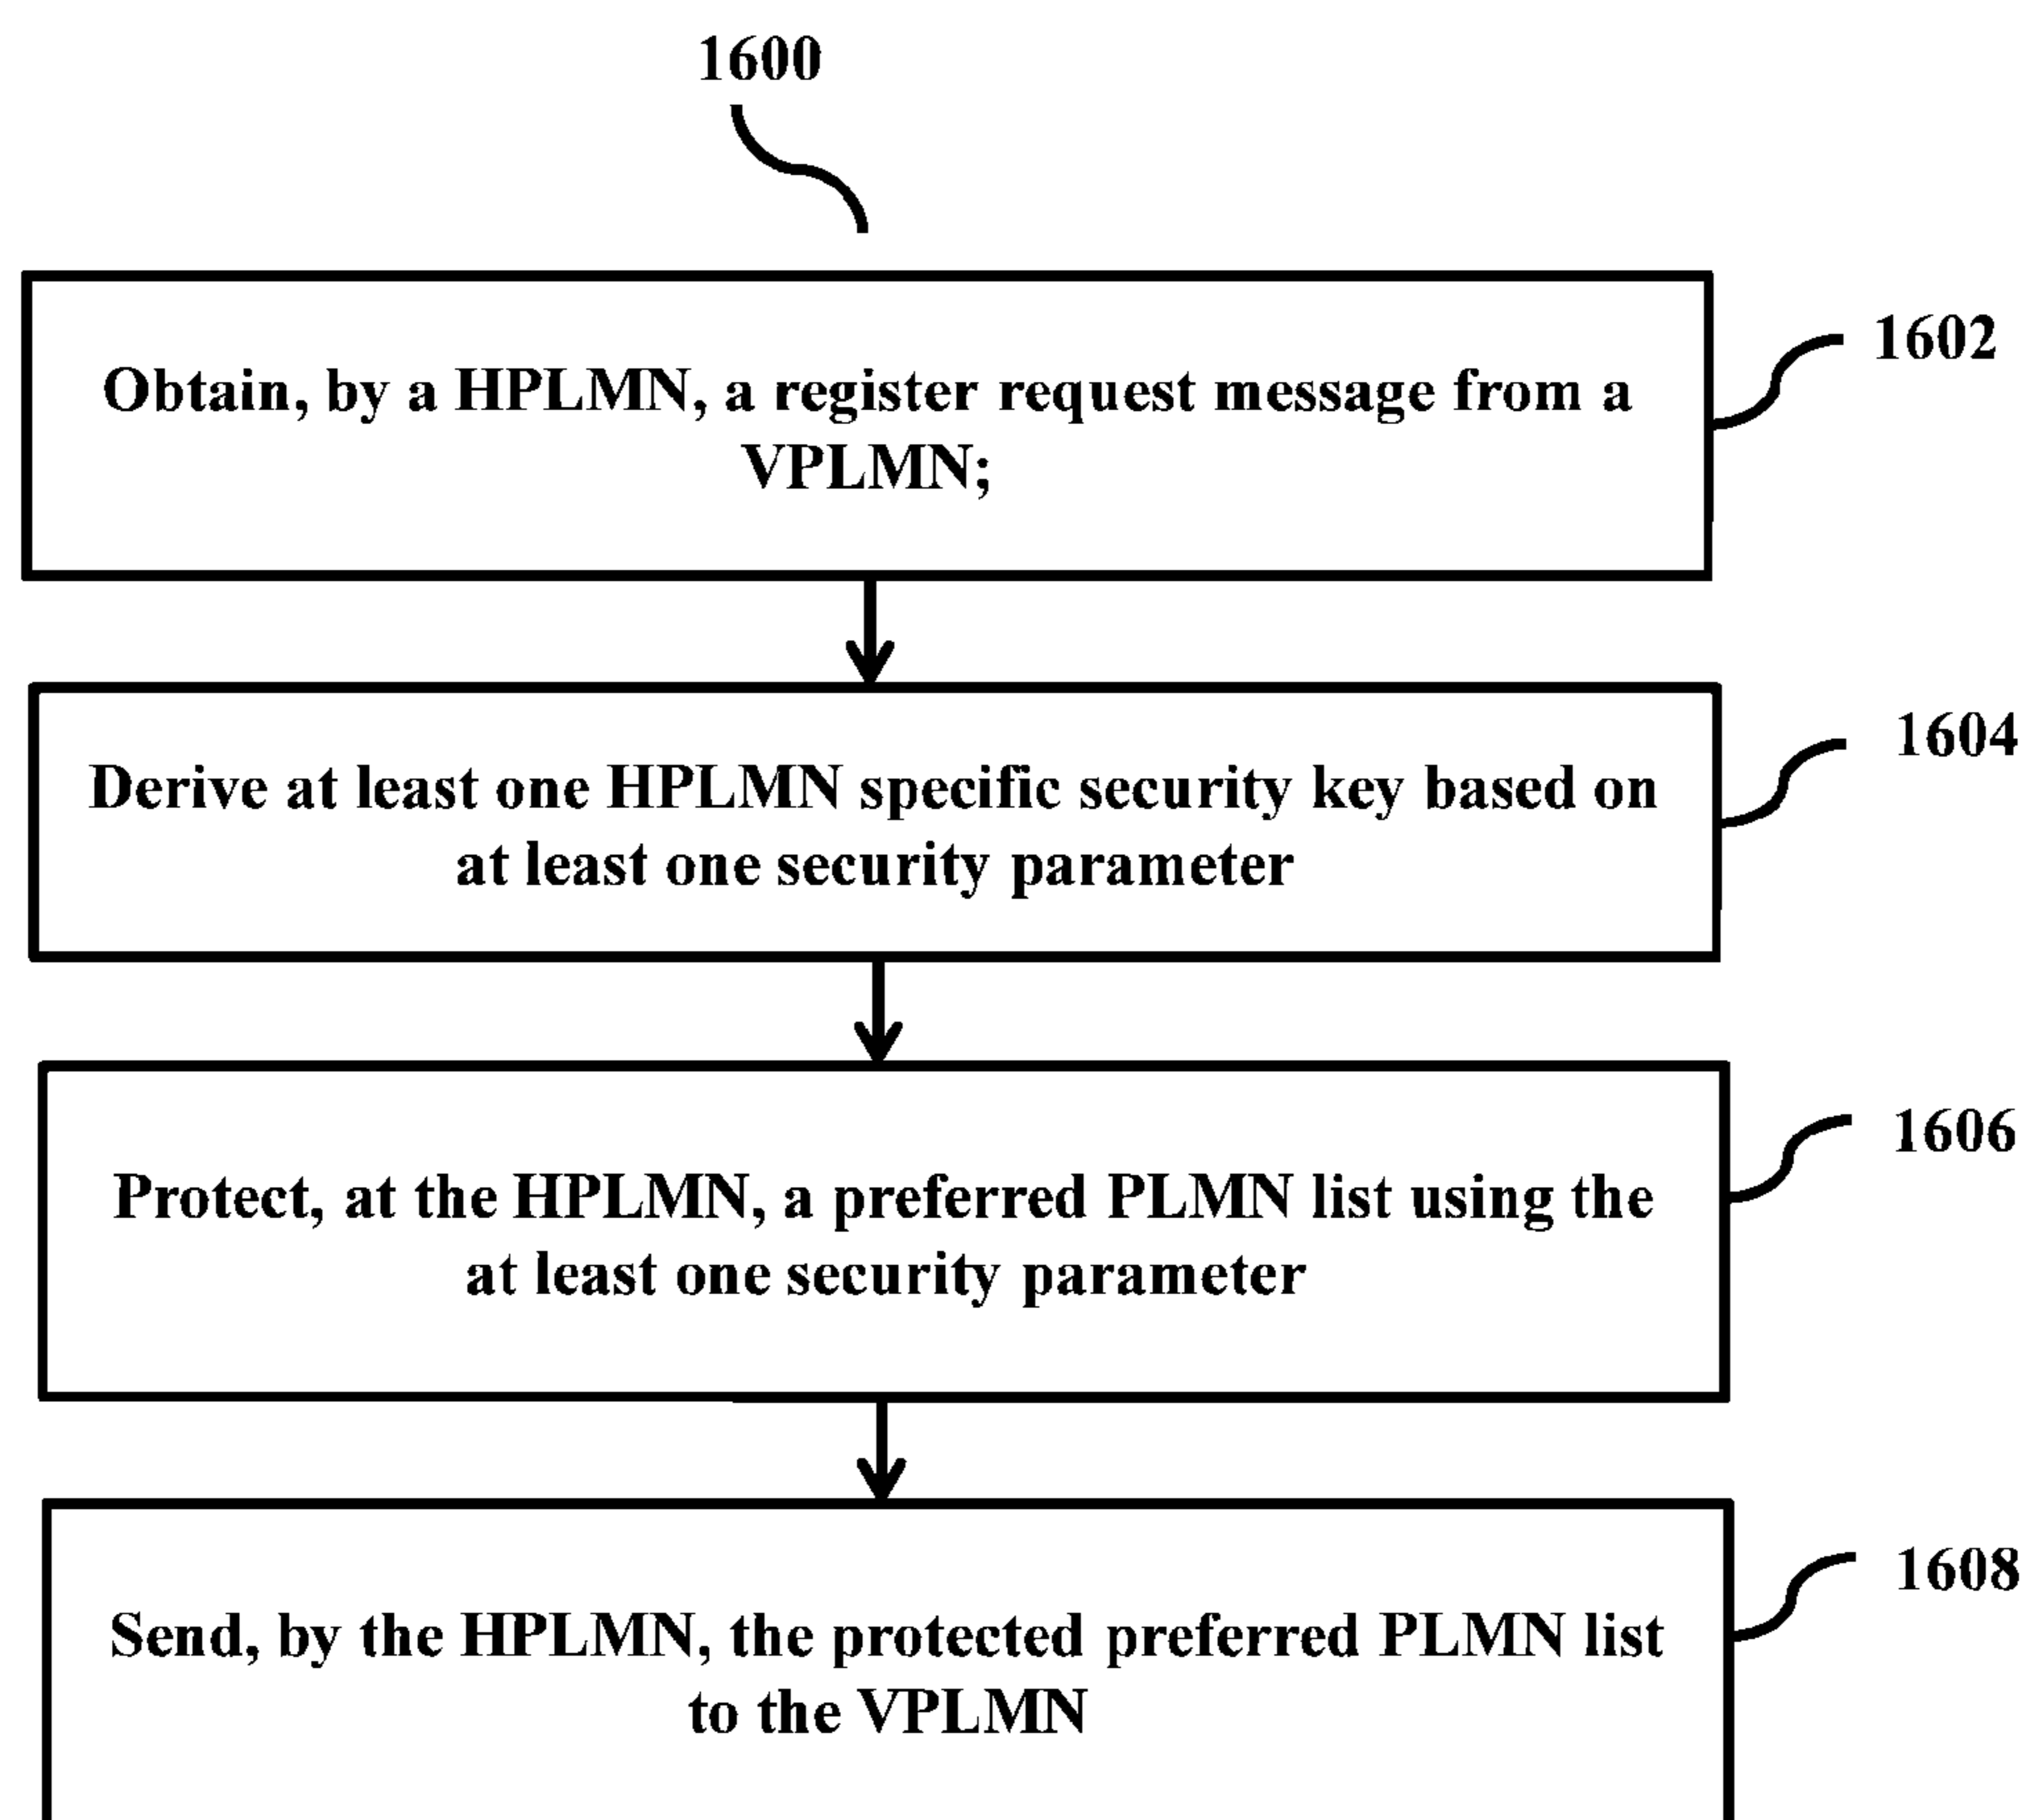 1600
Obtain, by a HPLMN, a register request message from a
VPLMN;
1602
Derive at least one HPLMN specific security key based on
at least one security parameter
1604
Protect, at the HPLMN, a preferred PLMN list using the
at least one security parameter
1606
Send, by the HPLMN, the protected preferred PLMN list
to the VPLMN
1608